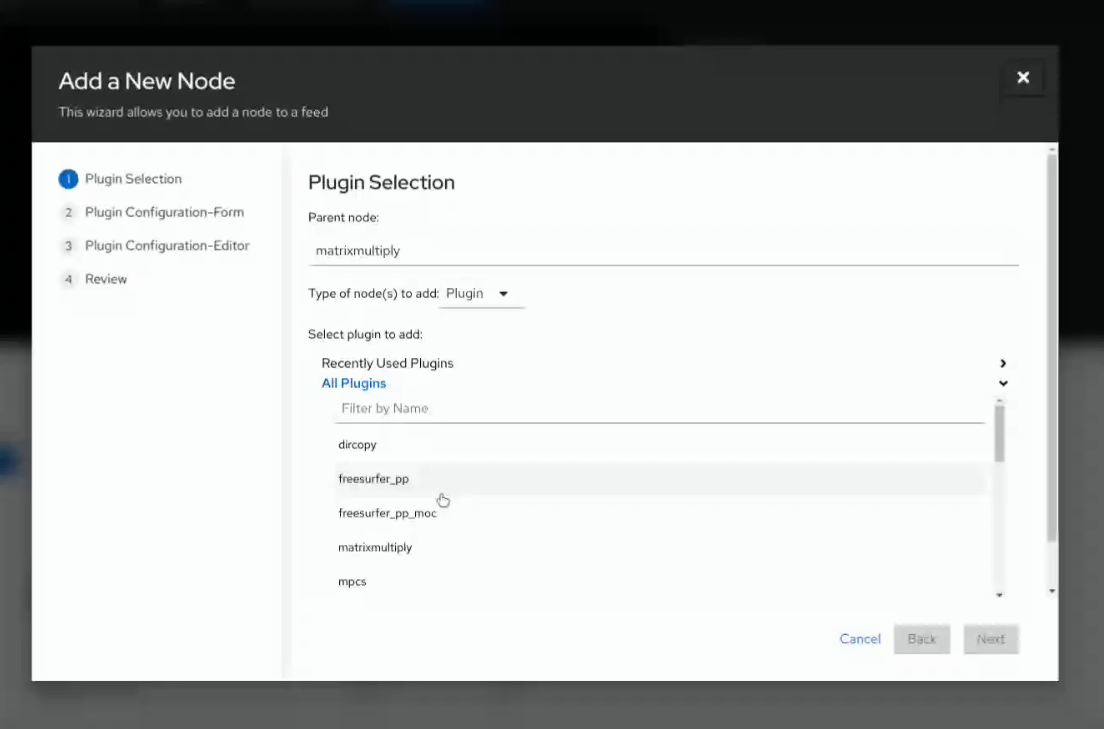 Add a New Node
This wizard allows you to add a node to a feed
1 Plugin Selection
2 Plugin Configuration-Form
3 Plugin Configuration-Editor
4 Review
Plugin Selection
Parent node:
matrixmultiply
Type of node(s) to add: Plugin
Select plugin to add:
Recently Used Plugins
All Plugins
Filter by Name
dircopy
freesurfer_pp
freesurfer_pp_moc
matrixmultiply
mpcs
Cancel Back Next